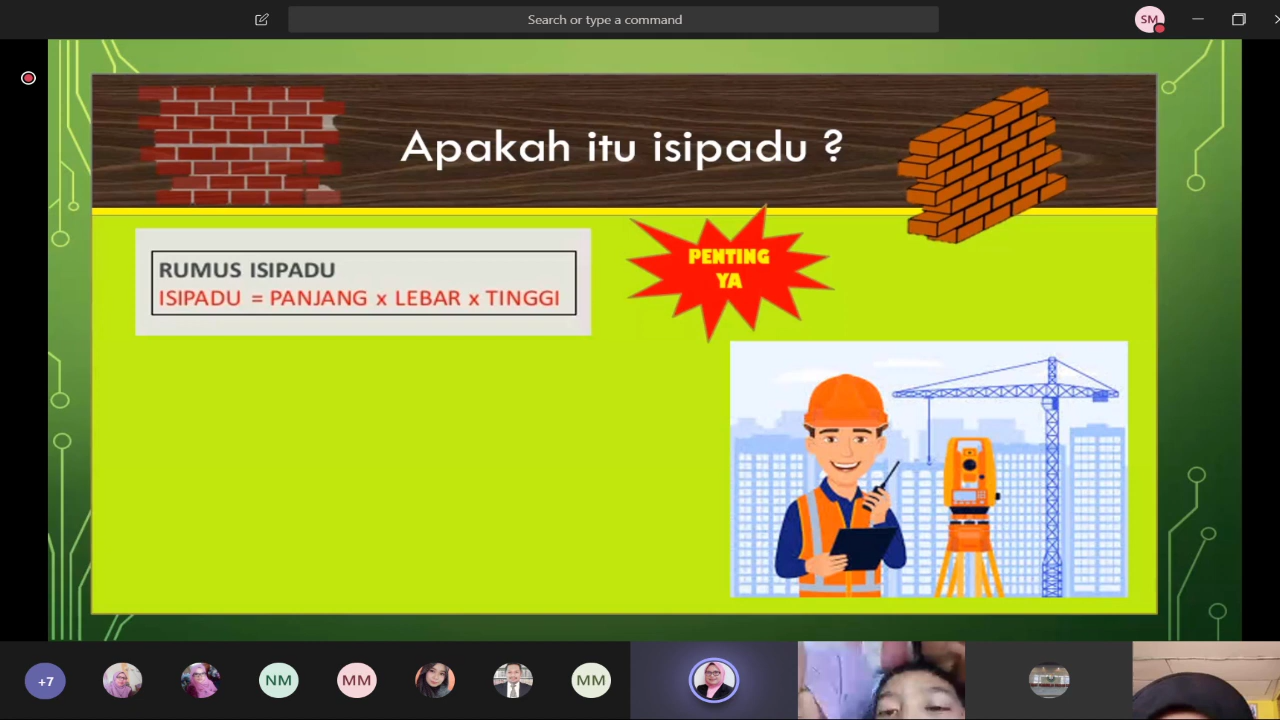 Search or type a command
SM
Apakah itu isipadu ?
RUMUS ISIPADU
ISIPADU = PANJANG x LEBAR x TINGGI
PENTING
YA
+7
NM
MM
MM